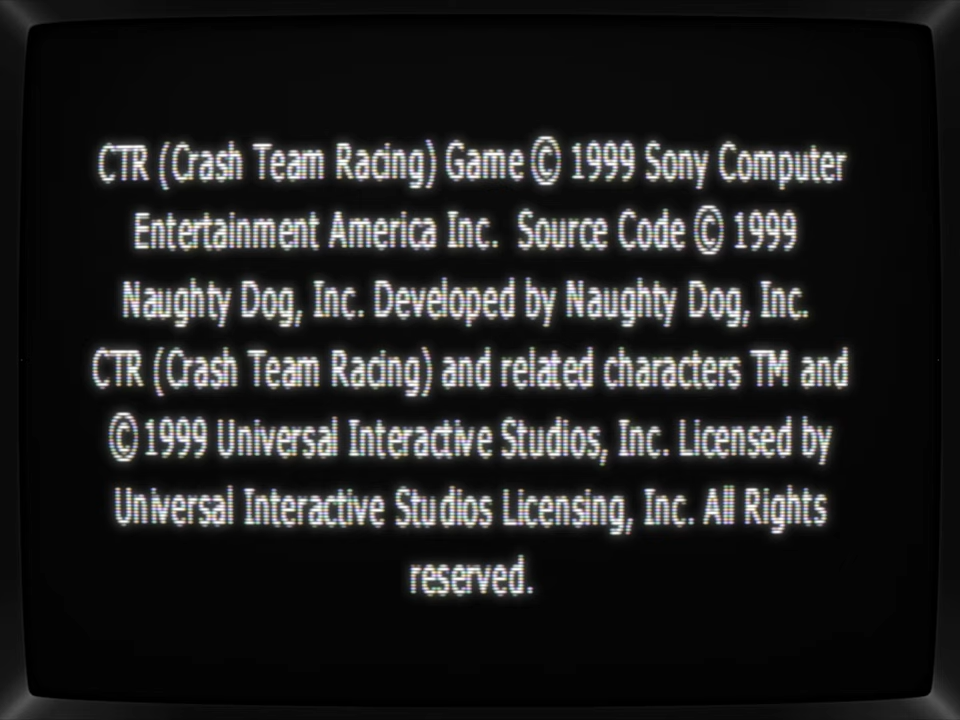 CTR (Crash Team Racing) Game © 1999 Sony Computer
Entertainment America Inc. Source Code © 1999
Naughty Dog, Inc. Developed by Naughty Dog, Inc.
CTR (Crash Team Racing) and related characters TM and
© 1999 Universal Interactive Studios, Inc. Licensed by
Universal Interactive Studios Licensing, Inc. All Rights
reserved.